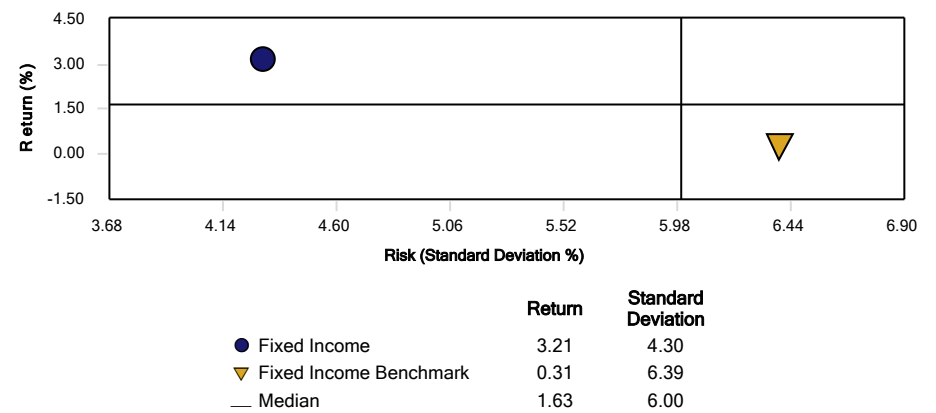 4.50
3.00
1.50
0.00
-1.50
Return (%)
3.68 4.14 4.60 5.06 5.52 5.98 6.44 6.90
Risk (Standard Deviation %)
Return Standard Deviation
Fixed Income 3.21 4.30
Fixed Income Benchmark 0.31 6.39
Median 1.63 6.00